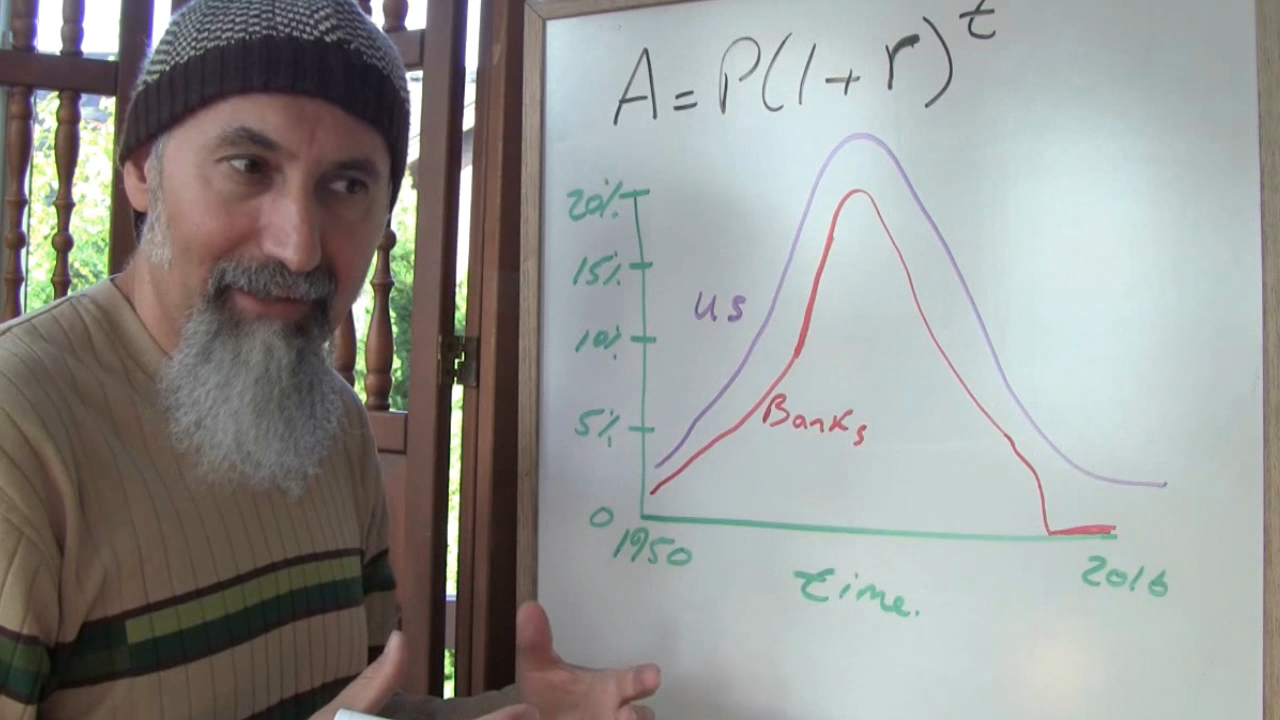 A = P(1 + r)^t
20%
15%
us
10%
Banks
5%
0
1950
2016
time.